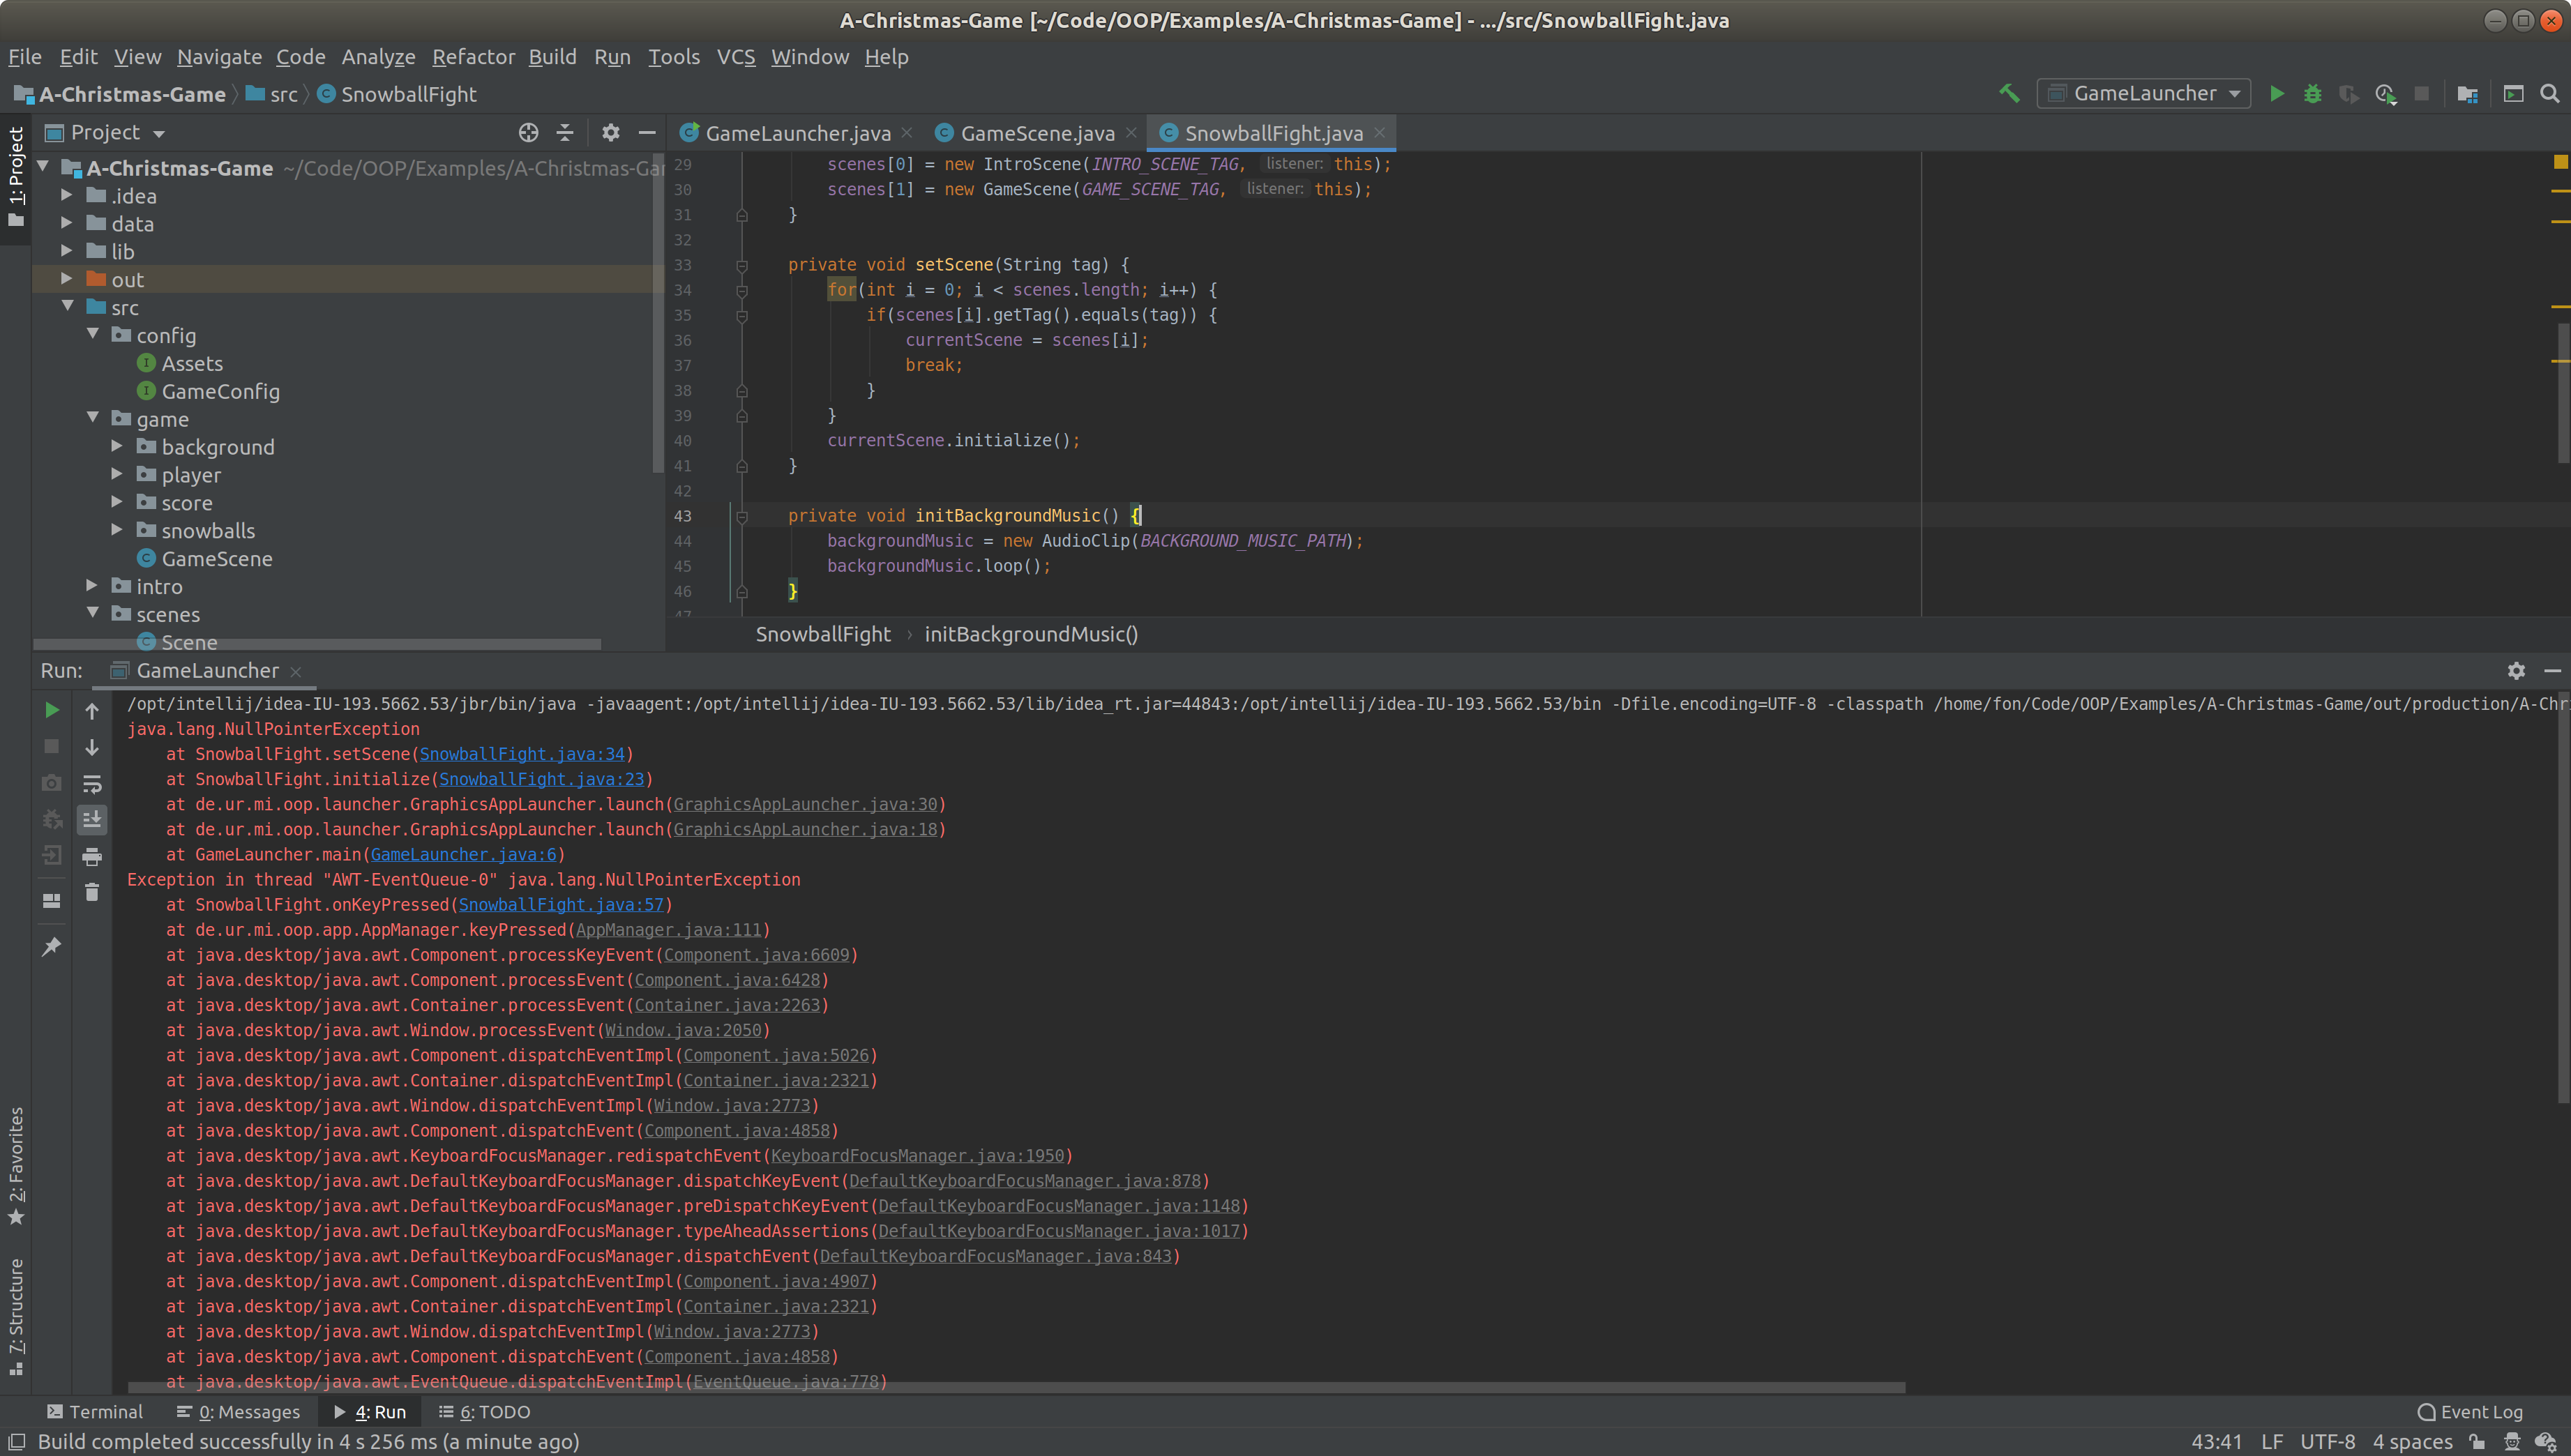 A-Christmas-Game [~/Code/OOP/Examples/A-Christmas-Game] - .../src/SnowballFight.java
File Edit View Navigate Code Analyze Refactor Build Run Tools VCS Window Help
A-Christmas-Game src SnowballFight GameLauncher
1: Project
Project
GameLauncher.java GameScene.java SnowballFight.java
A-Christmas-Game ~/Code/OOP/Examples/A-Christmas-Gar
.idea
data
lib
out
src
config
Assets
GameConfig
game
background
player
score
snowballs
GameScene
intro
scenes
Scene
29 scenes[0] = new IntroScene(INTRO_SCENE_TAG, listener: this);
30 scenes[1] = new GameScene(GAME_SCENE_TAG, listener: this);
31 }
32
33 private void setScene(String tag) {
34 for(int i = 0; i < scenes.length; i++) {
35 if(scenes[i].getTag().equals(tag)) {
36 currentScene = scenes[i];
37 break;
38 }
39 }
40 currentScene.initialize();
41 }
42
43 private void initBackgroundMusic() {
44 backgroundMusic = new AudioClip(BACKGROUND_MUSIC_PATH);
45 backgroundMusic.loop();
46 }
47
SnowballFight › initBackgroundMusic()
Run: GameLauncher
/opt/intellij/idea-IU-193.5662.53/jbr/bin/java -javaagent:/opt/intellij/idea-IU-193.5662.53/lib/idea_rt.jar=44843:/opt/intellij/idea-IU-193.5662.53/bin -Dfile.encoding=UTF-8 -classpath /home/fon/Code/OOP/Examples/A-Christmas-Game/out/production/A-Chri
java.lang.NullPointerException
at SnowballFight.setScene(SnowballFight.java:34)
at SnowballFight.initialize(SnowballFight.java:23)
at de.ur.mi.oop.launcher.GraphicsAppLauncher.launch(GraphicsAppLauncher.java:30)
at de.ur.mi.oop.launcher.GraphicsAppLauncher.launch(GraphicsAppLauncher.java:18)
at GameLauncher.main(GameLauncher.java:6)
Exception in thread "AWT-EventQueue-0" java.lang.NullPointerException
at SnowballFight.onKeyPressed(SnowballFight.java:57)
at de.ur.mi.oop.app.AppManager.keyPressed(AppManager.java:111)
at java.desktop/java.awt.Component.processKeyEvent(Component.java:6609)
at java.desktop/java.awt.Component.processEvent(Component.java:6428)
at java.desktop/java.awt.Container.processEvent(Container.java:2263)
at java.desktop/java.awt.Window.processEvent(Window.java:2050)
at java.desktop/java.awt.Component.dispatchEventImpl(Component.java:5026)
at java.desktop/java.awt.Container.dispatchEventImpl(Container.java:2321)
at java.desktop/java.awt.Window.dispatchEventImpl(Window.java:2773)
at java.desktop/java.awt.Component.dispatchEvent(Component.java:4858)
at java.desktop/java.awt.KeyboardFocusManager.redispatchEvent(KeyboardFocusManager.java:1950)
at java.desktop/java.awt.DefaultKeyboardFocusManager.dispatchKeyEvent(DefaultKeyboardFocusManager.java:878)
at java.desktop/java.awt.DefaultKeyboardFocusManager.preDispatchKeyEvent(DefaultKeyboardFocusManager.java:1148)
at java.desktop/java.awt.DefaultKeyboardFocusManager.typeAheadAssertions(DefaultKeyboardFocusManager.java:1017)
at java.desktop/java.awt.DefaultKeyboardFocusManager.dispatchEvent(DefaultKeyboardFocusManager.java:843)
at java.desktop/java.awt.Component.dispatchEventImpl(Component.java:4907)
at java.desktop/java.awt.Container.dispatchEventImpl(Container.java:2321)
at java.desktop/java.awt.Window.dispatchEventImpl(Window.java:2773)
at java.desktop/java.awt.Component.dispatchEvent(Component.java:4858)
at java.desktop/java.awt.EventQueue.dispatchEventImpl(EventQueue.java:778)
2: Favorites
7: Structure
Terminal 0: Messages 4: Run 6: TODO Event Log
Build completed successfully in 4 s 256 ms (a minute ago) 43:41 LF UTF-8 4 spaces